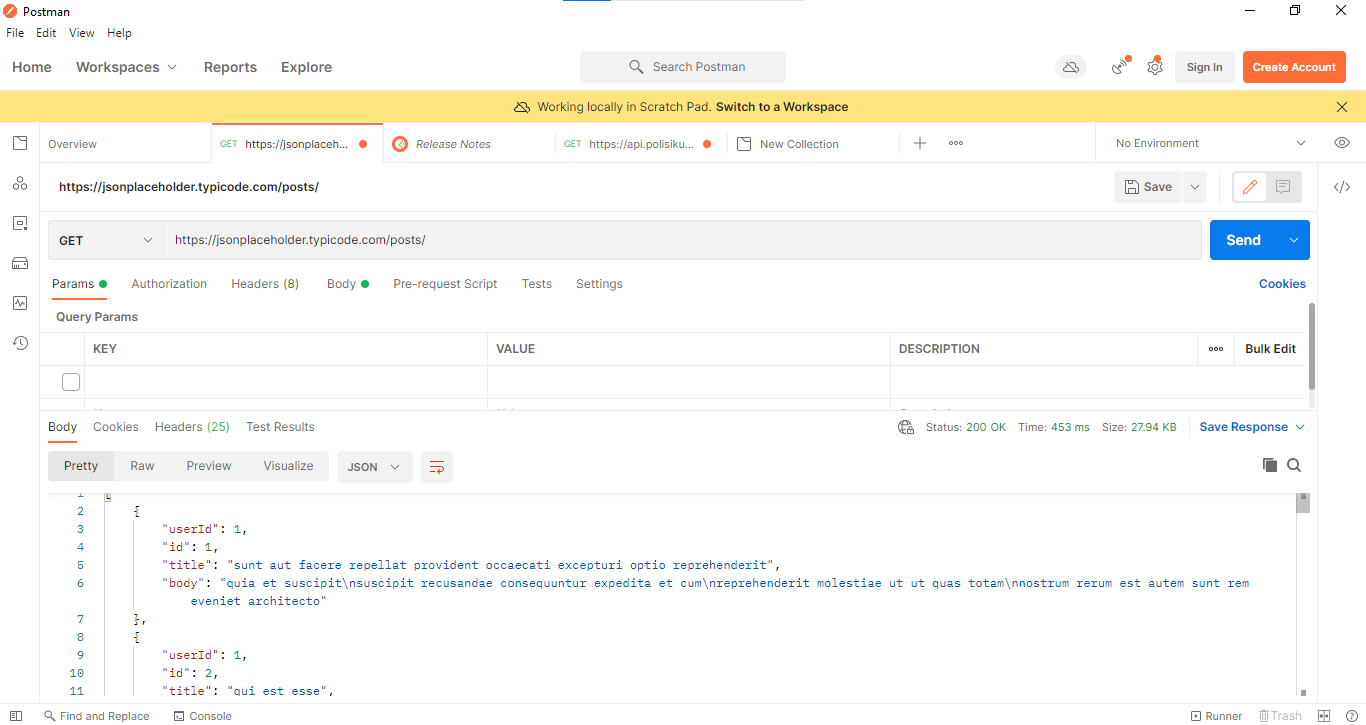 Postman
File Edit View Help
Home Workspaces Reports Explore Search Postman Sign In Create Account
Working locally in Scratch Pad. Switch to a Workspace
Overview GET https://jsonplaceh... Release Notes GET https://api.polisiku... New Collection No Environment
https://jsonplaceholder.typicode.com/posts/ Save
GET https://jsonplaceholder.typicode.com/posts/ Send
Params Authorization Headers (8) Body Pre-request Script Tests Settings Cookies
Query Params
KEY VALUE DESCRIPTION Bulk Edit
Body Cookies Headers (25) Test Results Status: 200 OK Time: 453 ms Size: 27.94 KB Save Response
Pretty Raw Preview Visualize JSON
1 [
2 {
3 "userId": 1,
4 "id": 1,
5 "title": "sunt aut facere repellat provident occaecati excepturi optio reprehenderit",
6 "body": "quia et suscipit\nsuscipit recusandae consequuntur expedita et cum\nreprehenderit molestiae ut ut quas totam\nnostrum rerum est autem sunt rem
eveniet architecto"
7 },
8 {
9 "userId": 1,
10 "id": 2,
11 "title": "qui est esse",
Find and Replace Console Runner Trash